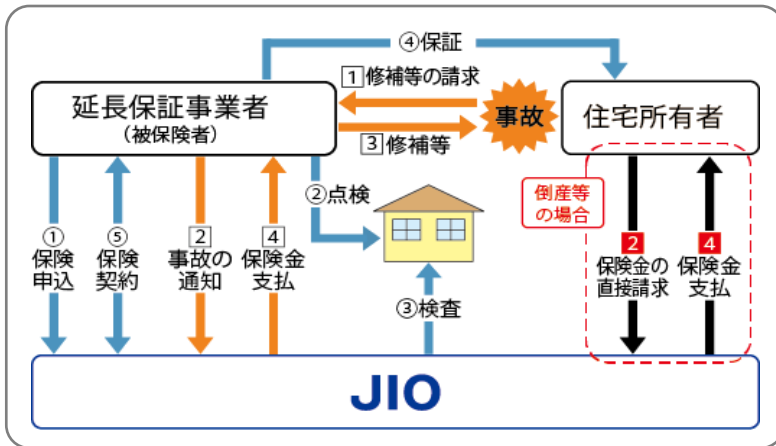 ④保証
延長保証事業者
（被保険者）
1 修補等の請求
事故
3 修補等
住宅所有者
倒産等
の場合
②点検
①
保険
申込
⑤
保険
契約
2
事故の
通知
4
保険金
支払
③検査
2
保険金の
直接請求
4
保険金
支払
JIO